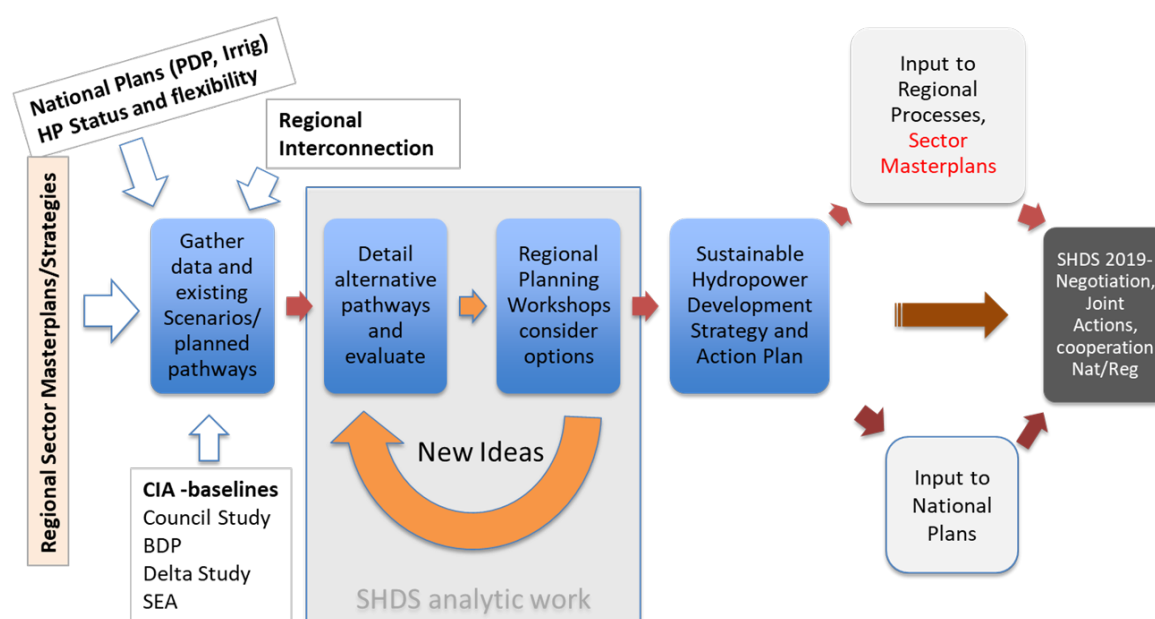 National Plans (PDP, Irrig)
HP Status and flexibility
Regional
Interconnection
Regional Sector Masterplans/Strategies
Gather
data and
existing
Scenarios/
planned
pathways
Detail
alternative
pathways
and
evaluate
Regional
Planning
Workshops
consider
options
Sustainable
Hydropower
Development
Strategy and
Action Plan
Input to
Regional
Processes,
Sector
Masterplans
SHDS 2019-
Negotiation,
Joint
Actions,
cooperation
Nat/Reg
Input to
National
Plans
New Ideas
CIA -baselines
Council Study
BDP
Delta Study
SEA
SHDS analytic work